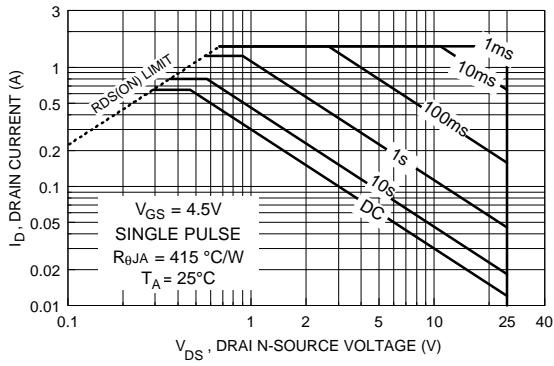 3
1
0.5
0.2
0.1
0.05
0.02
0.01
I_D, DRAIN CURRENT (A)
RDS(ON) LIMIT
1ms
10ms
100ms
1s
10s
DC
V_GS = 4.5V
SINGLE PULSE
R_θJA = 415 °C/W
T_A = 25°C
0.1 1 2 5 10 25 40
V_DS , DRAI N-SOURCE VOLTAGE (V)